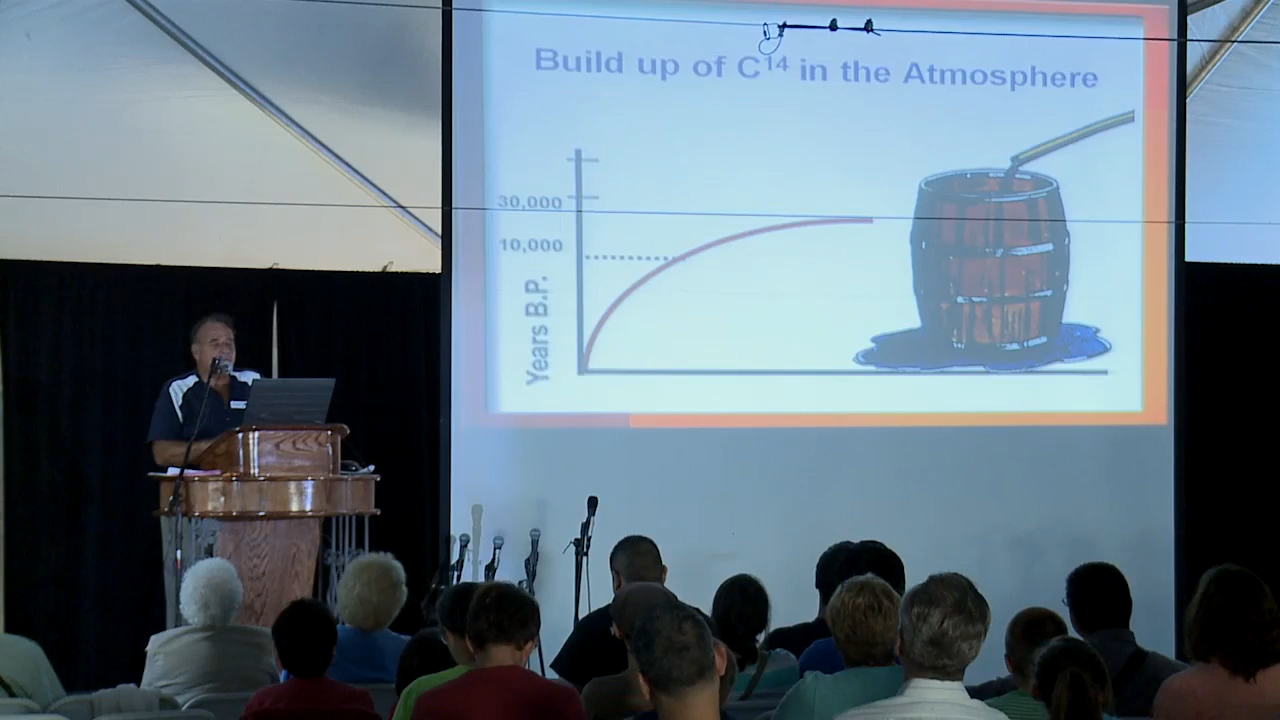 Build up of C14 in the Atmosphere
30,000
10,000
Years B.P.